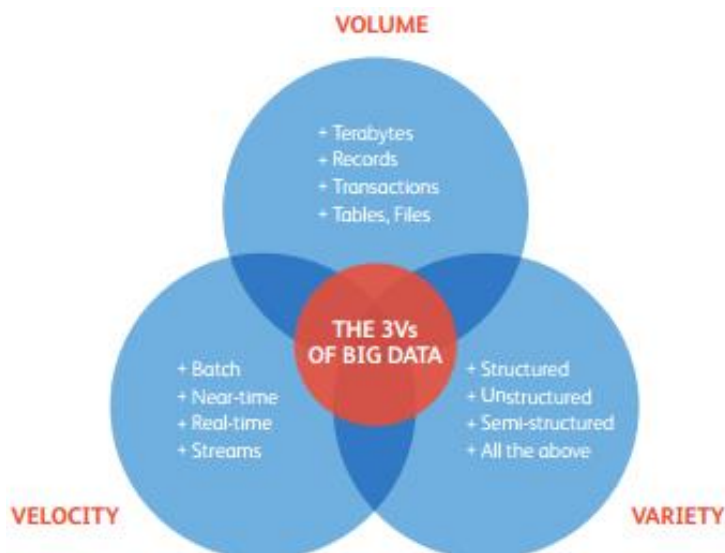 VOLUME
+ Terabytes
+ Records
+ Transactions
+ Tables, Files
THE 3Vs
OF BIG DATA
+ Batch
+ Near-time
+ Real-time
+ Streams
+ Structured
+ Unstructured
+ Semi-structured
+ All the above
VELOCITY
VARIETY